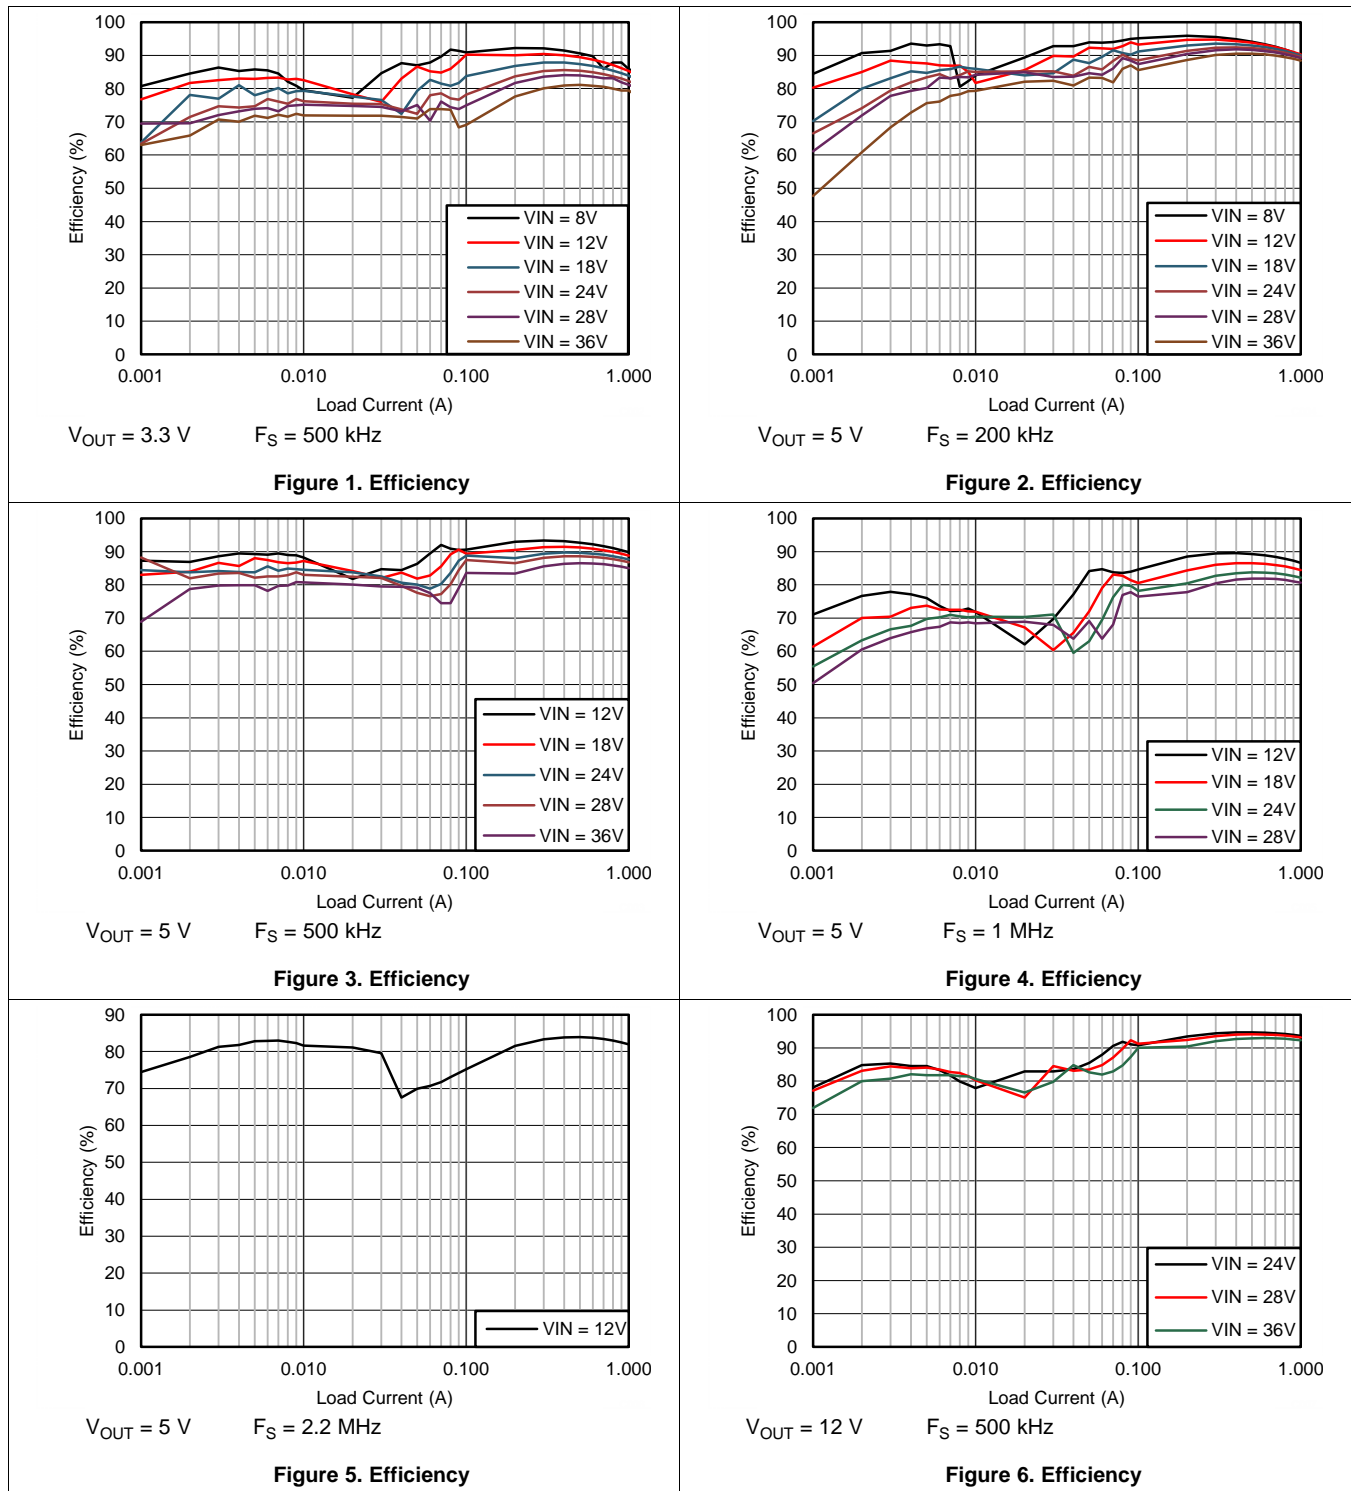 100
90
80
70
60
50
40
30
20
10
0
Efficiency (%)
0.001
0.010
0.100
1.000
Load Current (A)
VIN = 8V
VIN = 12V
VIN = 18V
VIN = 24V
VIN = 28V
VIN = 36V
VOUT = 3.3 V FS = 500 kHz
Figure 1. Efficiency
100
90
80
70
60
50
40
30
20
10
0
Efficiency (%)
0.001
0.010
0.100
1.000
Load Current (A)
VIN = 8V
VIN = 12V
VIN = 18V
VIN = 24V
VIN = 28V
VIN = 36V
VOUT = 5 V FS = 200 kHz
Figure 2. Efficiency
100
90
80
70
60
50
40
30
20
10
0
Efficiency (%)
0.001
0.010
0.100
1.000
Load Current (A)
VIN = 12V
VIN = 18V
VIN = 24V
VIN = 28V
VIN = 36V
VOUT = 5 V FS = 500 kHz
Figure 3. Efficiency
100
90
80
70
60
50
40
30
20
10
0
Efficiency (%)
0.001
0.010
0.100
1.000
Load Current (A)
VIN = 12V
VIN = 18V
VIN = 24V
VIN = 28V
VOUT = 5 V FS = 1 MHz
Figure 4. Efficiency
90
80
70
60
50
40
30
20
10
0
Efficiency (%)
0.001
0.010
0.100
1.000
Load Current (A)
VIN = 12V
VOUT = 5 V FS = 2.2 MHz
Figure 5. Efficiency
100
90
80
70
60
50
40
30
20
10
0
Efficiency (%)
0.001
0.010
0.100
1.000
Load Current (A)
VIN = 24V
VIN = 28V
VIN = 36V
VOUT = 12 V FS = 500 kHz
Figure 6. Efficiency